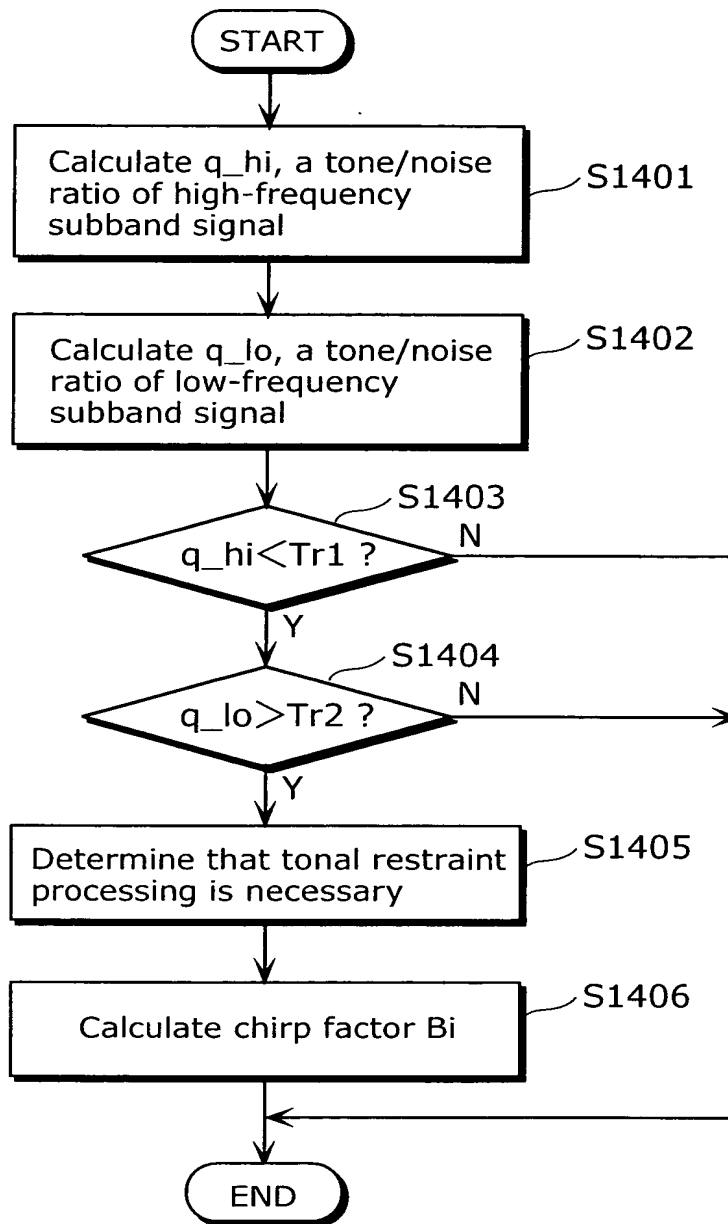 START
Calculate q_hi, a tone/noise
ratio of high-frequency
subband signal
S1401
Calculate q_lo, a tone/noise
ratio of low-frequency
subband signal
S1402
S1403
q_hi<Tr1 ?
N
Y
S1404
q_lo>Tr2 ?
N
Y
Determine that tonal restraint
processing is necessary
S1405
Calculate chirp factor Bi
S1406
END